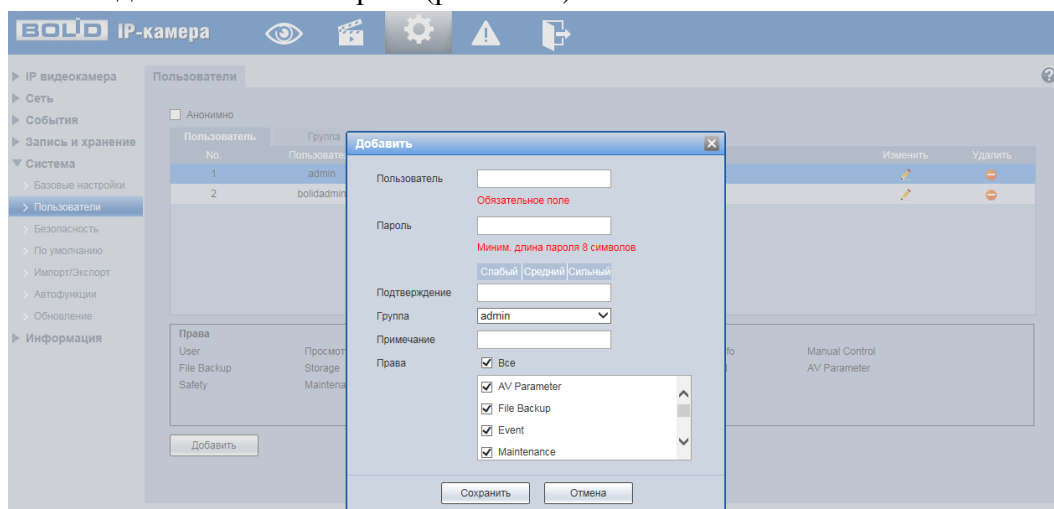 BOLID IP-камера
IP видеокамера
Сеть
События
Запись и хранение
Система
Базовые настройки
Пользователи
Безопасность
По умолчанию
Импорт/Экспорт
Автофункции
Обновление
Информация
Пользователи
Анонимно
Пользователь Группа
No. Изменить Удалить
1 admin
2 bolidadmin
Права
User Manual Control
File Backup Storage AV Parameter
Safety
Добавить
Добавить
Пользователь
Обязательное поле
Пароль
Миним. длина пароля 8 символов
Слабый Средний Сильный
Подтверждение
Группа admin
Примечание
Права Все
AV Parameter
File Backup
Event
Maintenance
Сохранить Отмена